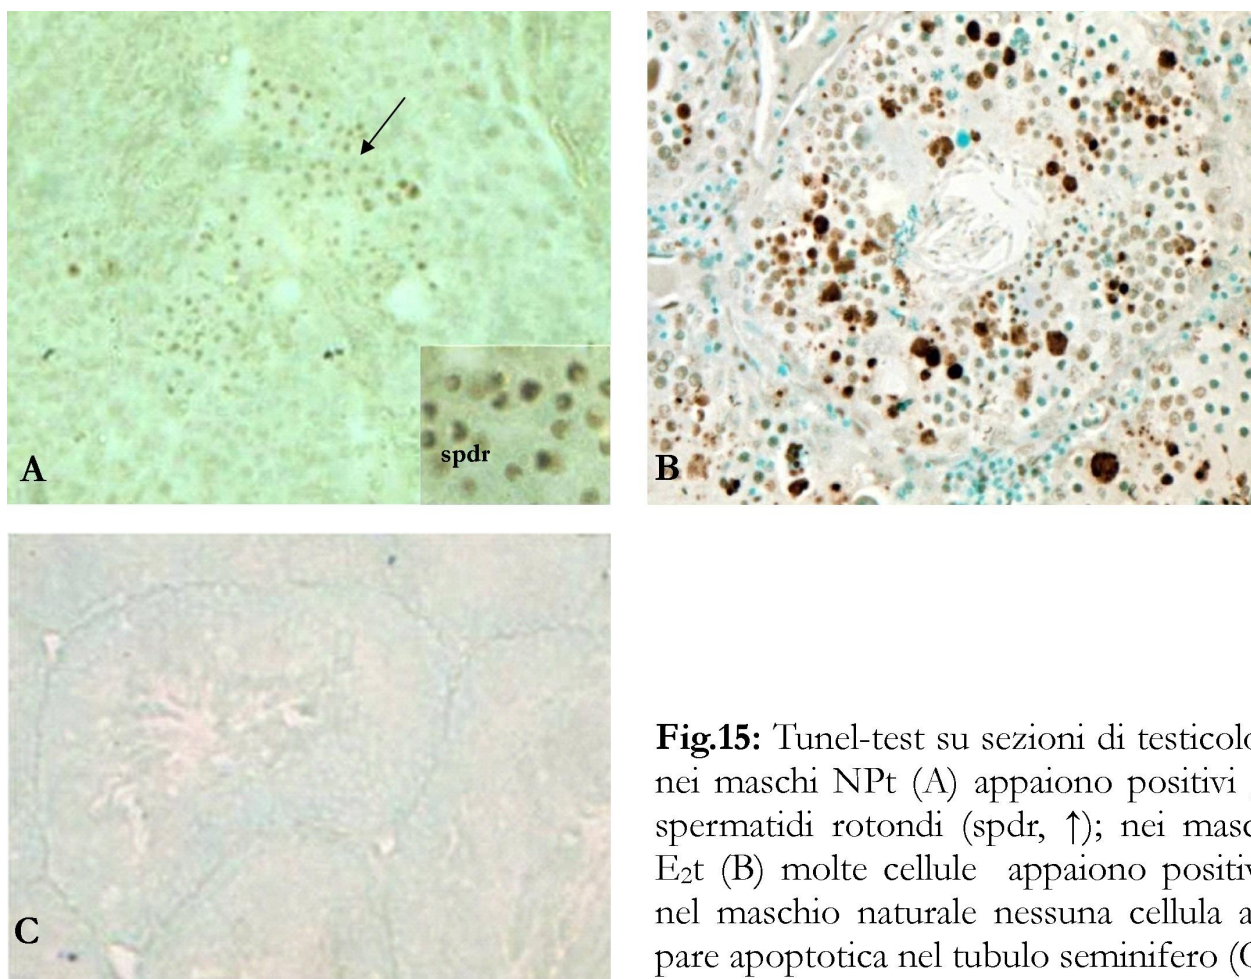 spdr
A
B
C
Fig.15: Tunel-test su sezioni di testicolo
nei maschi NPt (A) appaiono positivi
spermatidi rotondi (spdr, ↑); nei masc
E₂t (B) molte cellule appaiono positiv
nel maschio naturale nessuna cellula a
pare apoptotica nel tubulo seminifero (C